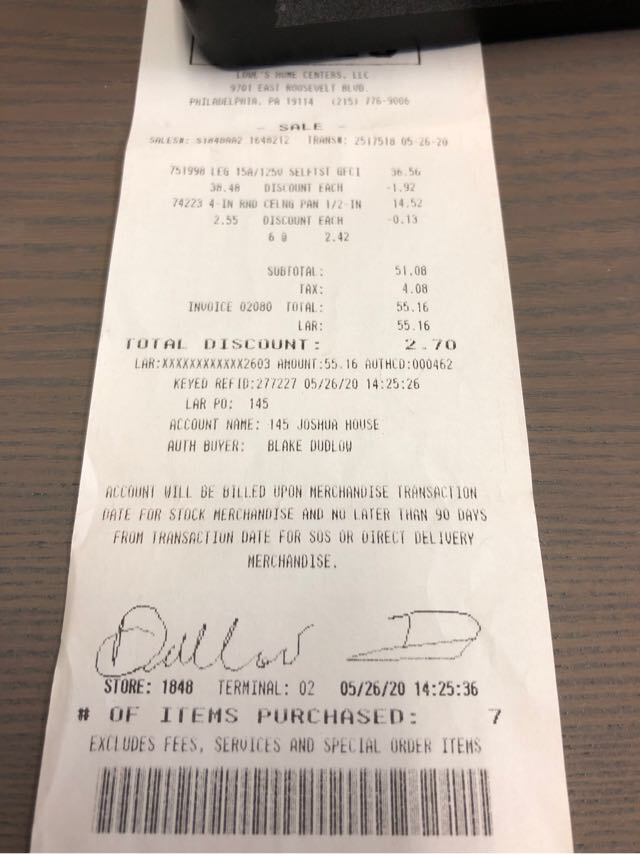 LOWE'S HOME CENTERS, LLC
9701 EAST ROOSEVELT BLVD.
PHILADELPHIA, PA 19114 (215) 776-9006
- SALE -
SALES#: S1848AA2 1648212 TRANS#: 2517518 05-26-20
751998 LEG 15A/125V SELFTST GFCI 36.56
38.48 DISCOUNT EACH -1.92
74223 4-IN RND CELNG PAN 1/2-IN 14.52
2.55 DISCOUNT EACH -0.13
6 @ 2.42
SUBTOTAL: 51.08
TAX: 4.08
INVOICE 02080 TOTAL: 55.16
LAR: 55.16
TOTAL DISCOUNT: 2.70
LAR:XXXXXXXXXXXX2603 AMOUNT:55.16 AUTHCD:000462
KEYED REFID:277227 05/26/20 14:25:26
LAR PO: 145
ACCOUNT NAME: 145 JOSHUA HOUSE
AUTH BUYER: BLAKE DUDLOW
ACCOUNT WILL BE BILLED UPON MERCHANDISE TRANSACTION
DATE FOR STOCK MERCHANDISE AND NO LATER THAN 90 DAYS
FROM TRANSACTION DATE FOR SOS OR DIRECT DELIVERY
MERCHANDISE.
STORE: 1848 TERMINAL: 02 05/26/20 14:25:36
# OF ITEMS PURCHASED: 7
EXCLUDES FEES, SERVICES AND SPECIAL ORDER ITEMS